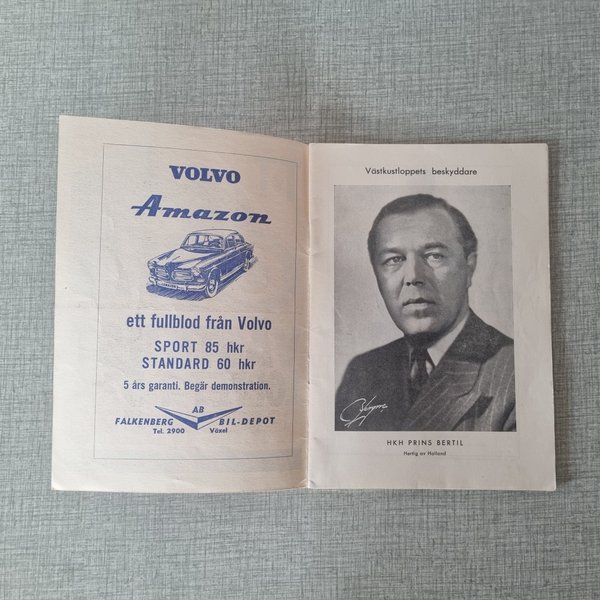 VOLVO
Amazon
ett fullblod från Volvo
SPORT 85 hkr
STANDARD 60 hkr
5 års garanti. Begär demonstration.
AB
FALKENBERG BIL-DEPOT
Tel. 2900 Växel
Västkustloppets beskyddare
HKH PRINS BERTIL
Hertig av Halland